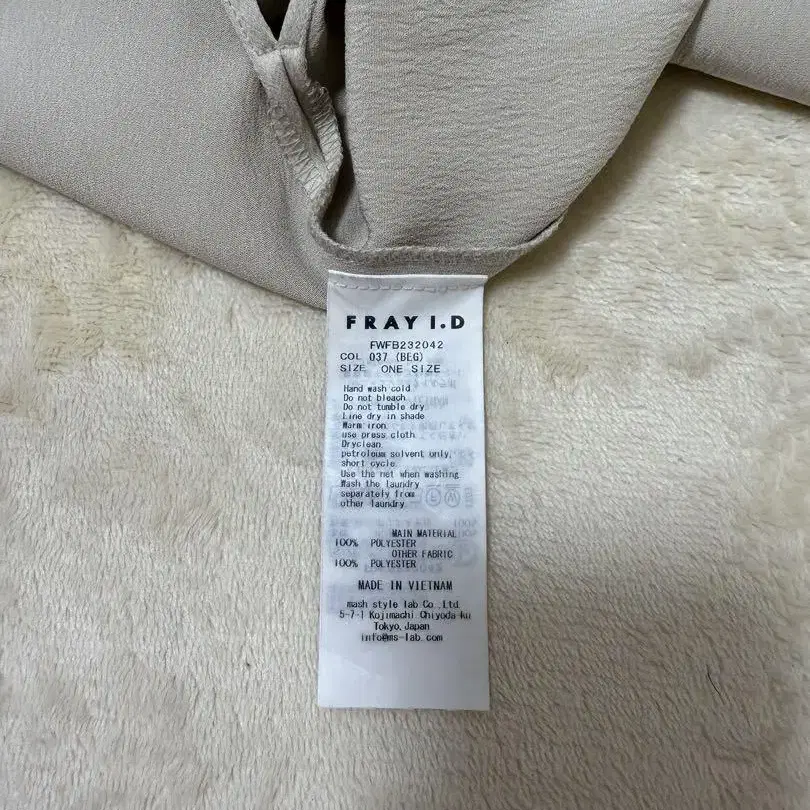 FRAY I.D
FWFB232042
COL 037 (BEG)
SIZE ONE SIZE
Hand wash cold
Do not bleach
Do not tumble dry
Line dry in shade
Warm iron
use press cloth
Dryclean
petroleum solvent only,
short cycle
Use the net when washing
Wash the laundry
separately from
other laundry
MAIN MATERIAL
100% POLYESTER
OTHER FABRIC
100% POLYESTER
MADE IN VIETNAM
mash style lab Co.,Ltd.
5-7-1 Kojimachi Chiyoda-ku
Tokyo,Japan
info@ms-lab.com